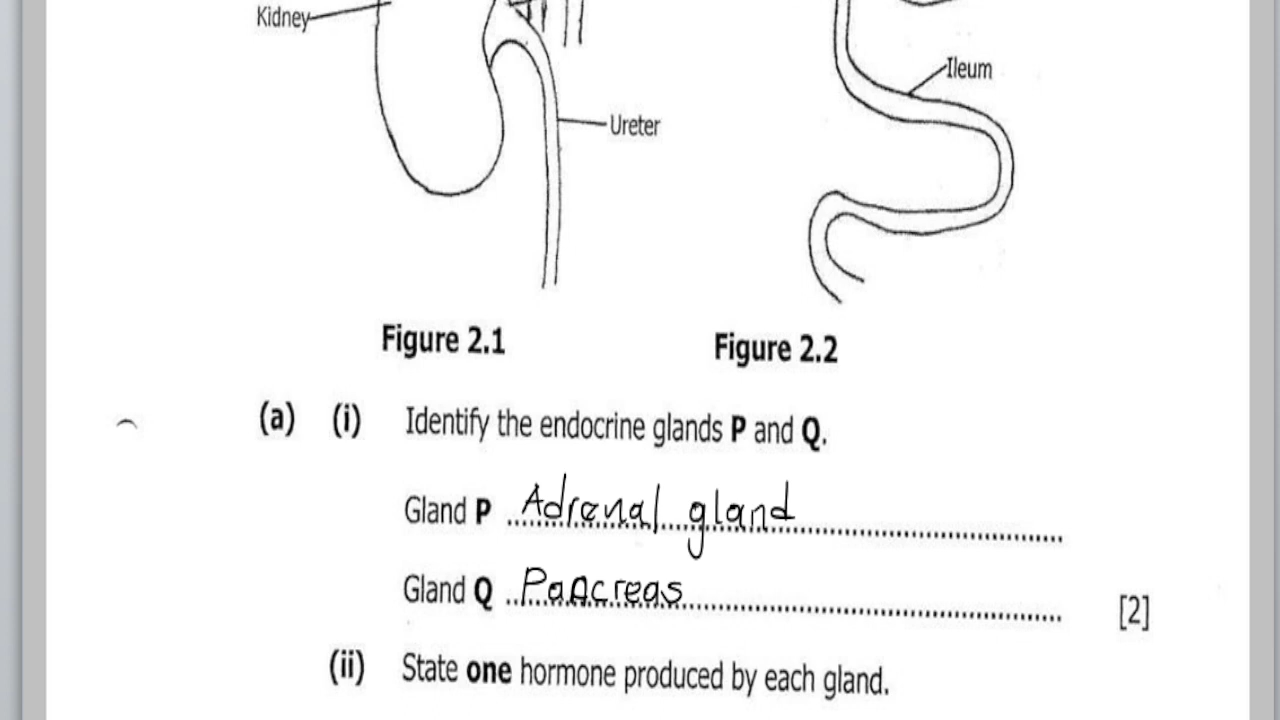 Kidney
Ileum
Ureter
Figure 2.1
Figure 2.2
(a) (i) Identify the endocrine glands P and Q.
Gland P Adrenal gland
Gland Q Pancreas [2]
(ii) State one hormone produced by each gland.